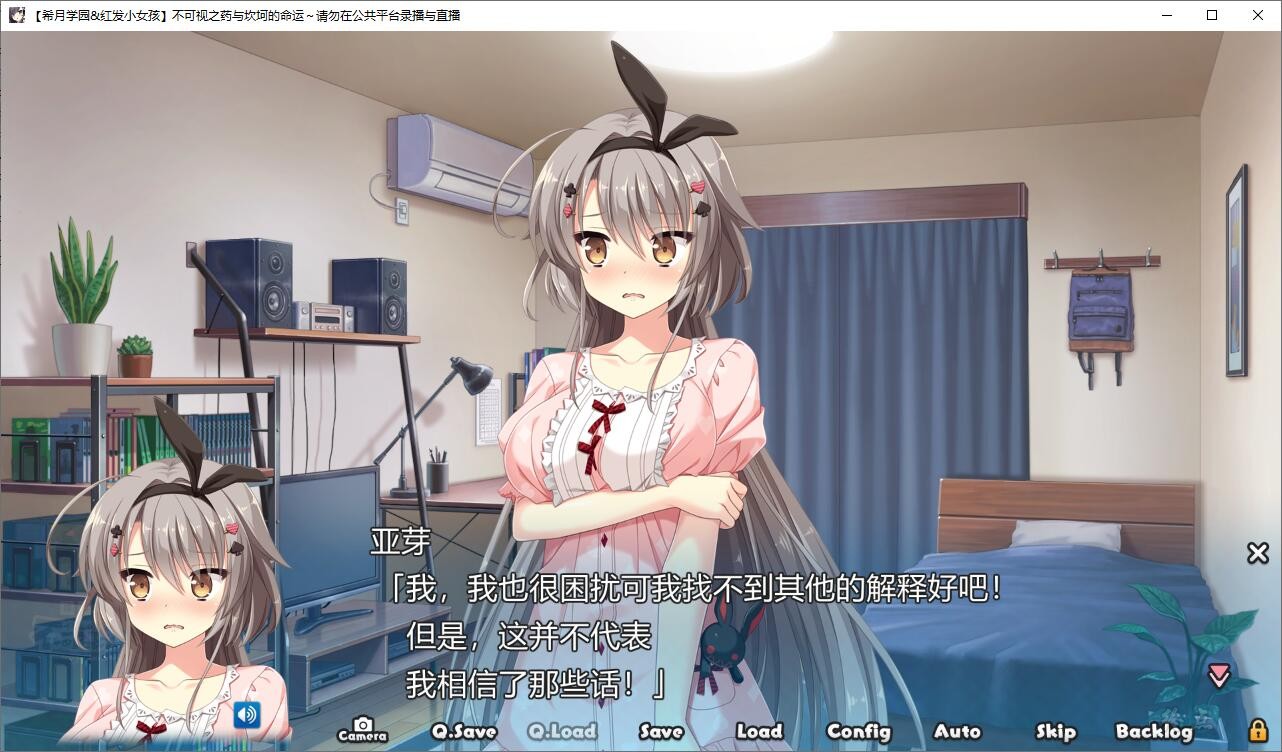 【希月学园&红发小女孩】不可视之药与坎坷的命运～请勿在公共平台录播与直播
亚芽
「我，我也很困扰可我找不到其他的解释好吧！
但是，这并不代表
我相信了那些话！」
Camera Q.Save Q.Load Save Load Config Auto Skip Backlog